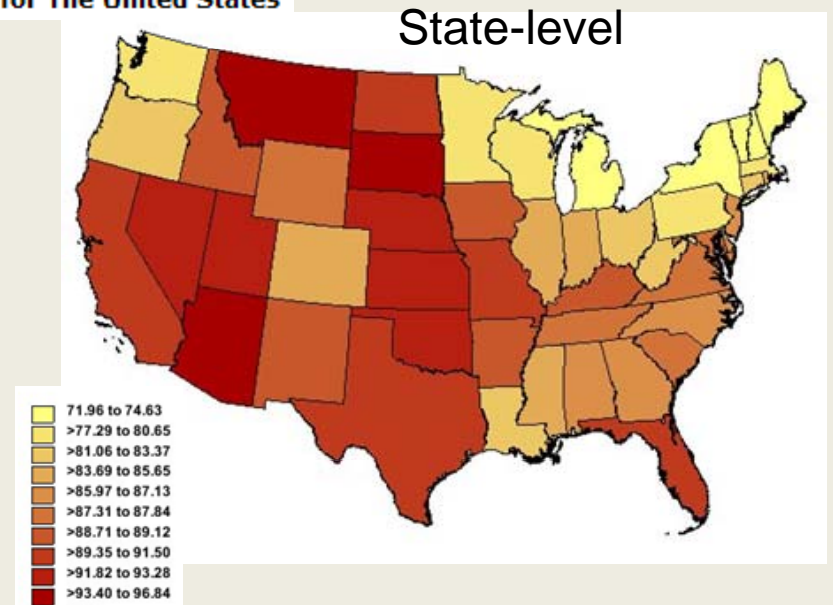 for The United States
State-level
71.96 to 74.63
>77.29 to 80.65
>81.06 to 83.37
>83.69 to 85.65
>85.97 to 87.13
>87.31 to 87.84
>88.71 to 89.12
>89.35 to 91.50
>91.82 to 93.28
>93.40 to 96.84